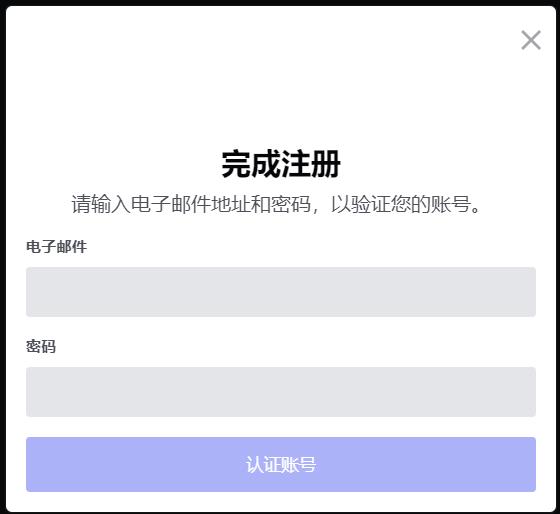 完成注册
请输入电子邮件地址和密码，以验证您的账号。
电子邮件
密码
认证账号